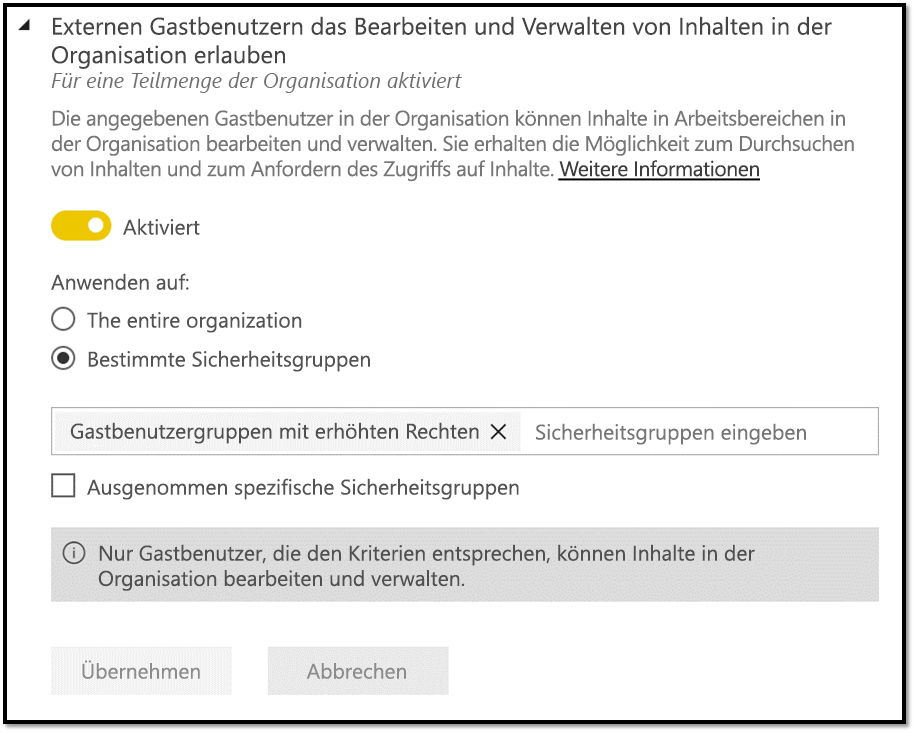 Externen Gastbenutzern das Bearbeiten und Verwalten von Inhalten in der
Organisation erlauben
Für eine Teilmenge der Organisation aktiviert
Die angegebenen Gastbenutzer in der Organisation können Inhalte in Arbeitsbereichen in
der Organisation bearbeiten und verwalten. Sie erhalten die Möglichkeit zum Durchsuchen
von Inhalten und zum Anfordern des Zugriffs auf Inhalte. Weitere Informationen
Aktiviert
Anwenden auf:
The entire organization
Bestimmte Sicherheitsgruppen
Gastbenutzergruppen mit erhöhten Rechten Sicherheitsgruppen eingeben
Ausgenommen spezifische Sicherheitsgruppen
Nur Gastbenutzer, die den Kriterien entsprechen, können Inhalte in der
Organisation bearbeiten und verwalten.
Übernehmen Abbrechen